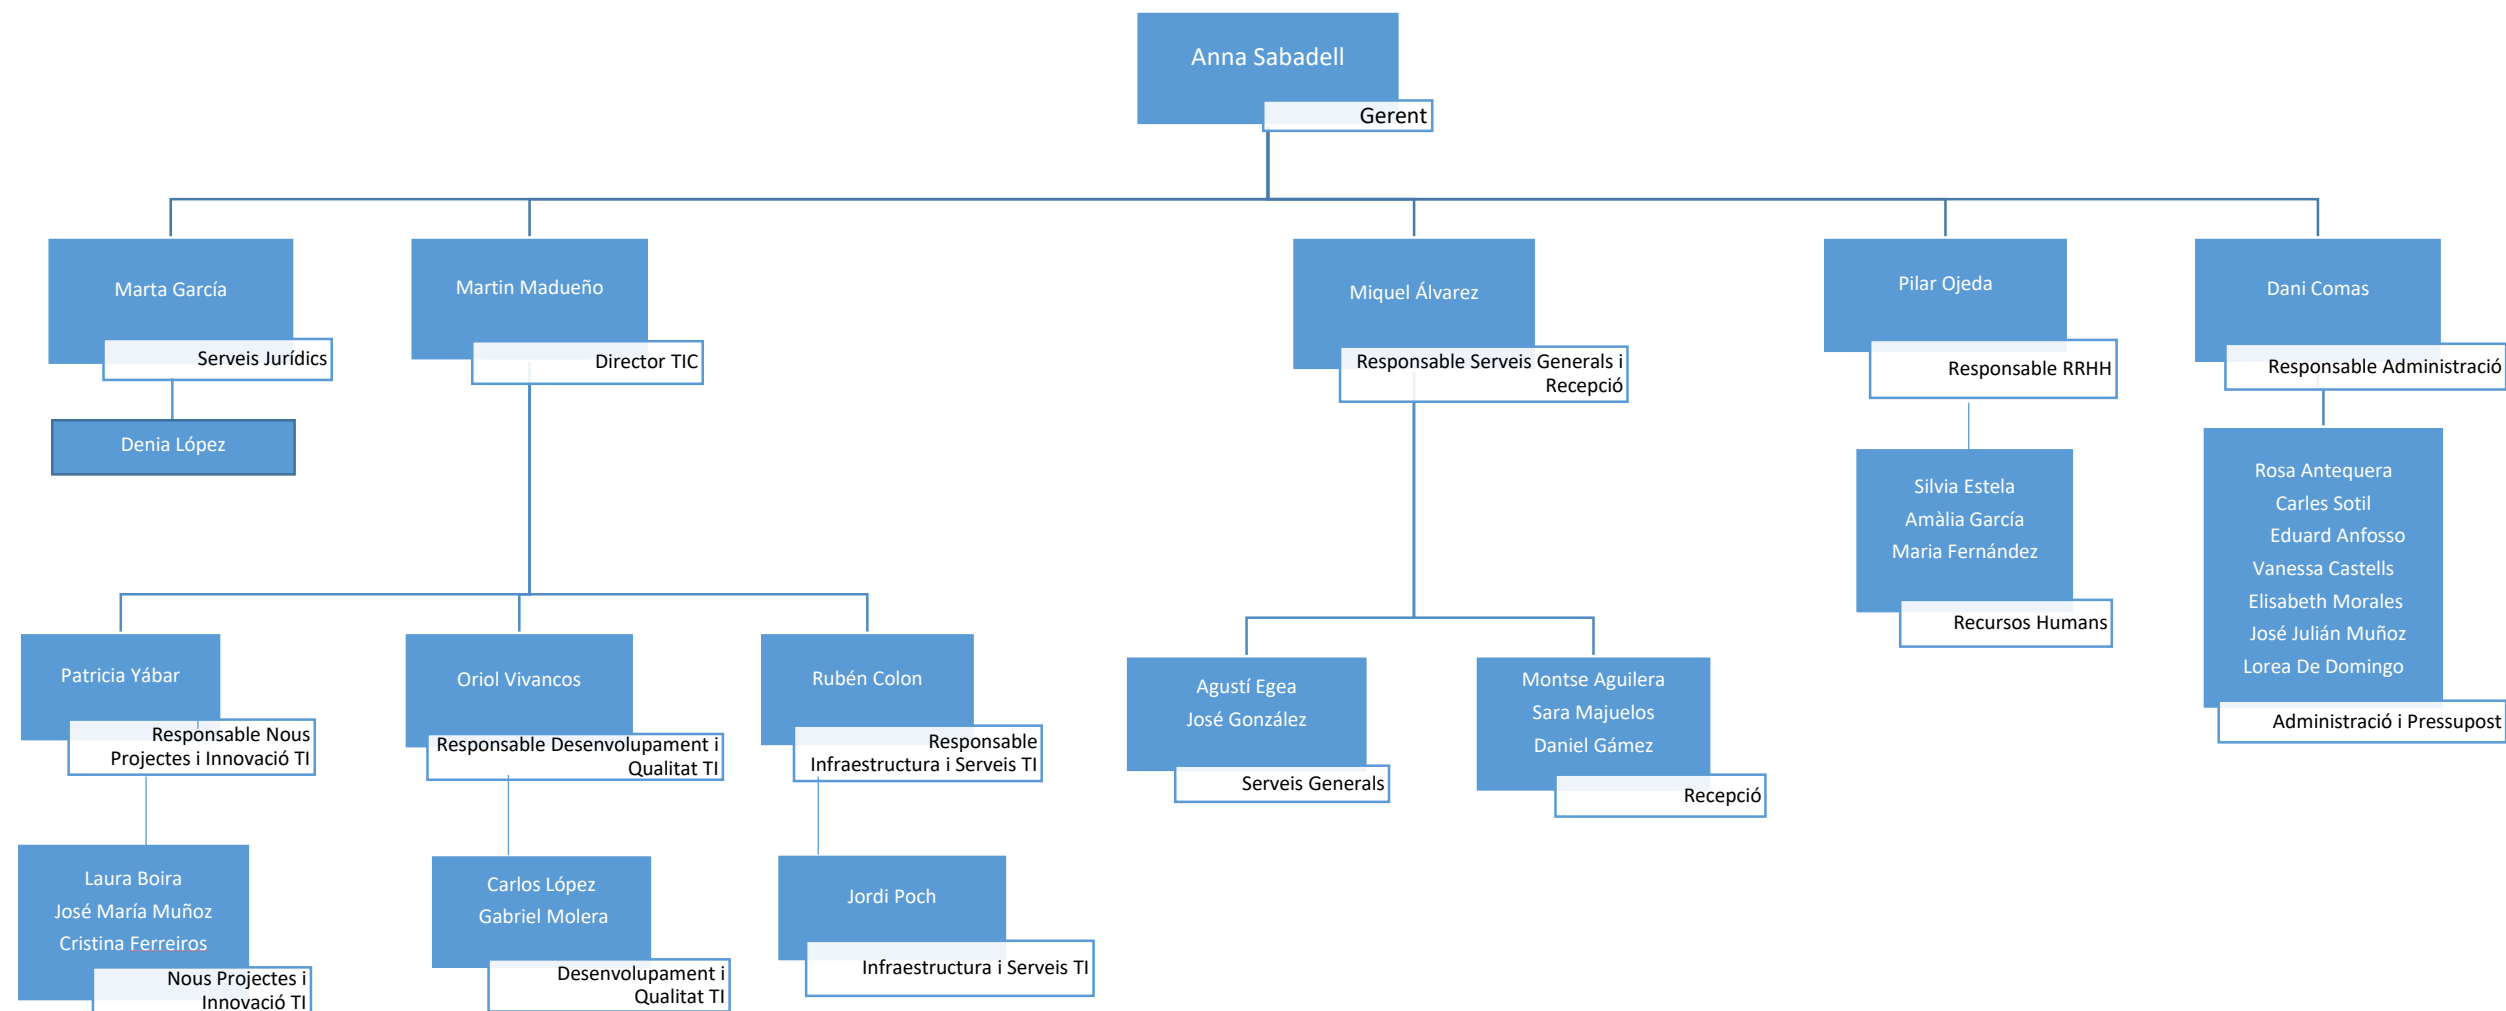 Anna Sabadell
Gerent
Marta García
Serveis Jurídics
Martin Madueño
Director TIC
Miquel Álvarez
Responsable Serveis Generals i
Recepció
Pilar Ojeda
Responsable RRHH
Dani Comas
Responsable Administració
Denia López
Silvia Estela
Amàlia García
Maria Fernández
Recursos Humans
Rosa Antequera
Carles Sotil
Eduard Anfosso
Vanessa Castells
Elisabeth Morales
José Julián Muñoz
Lorea De Domingo
Administració i Pressupost
Patricia Yábar
Responsable Nous
Projectes i Innovació TI
Oriol Vivancos
Responsable Desenvolupament i
Qualitat TI
Rubén Colon
Responsable
Infraestructura i Serveis TI
Agustí Egea
José González
Serveis Generals
Montse Aguilera
Sara Majuelos
Daniel Gámez
Recepció
Laura Boira
José María Muñoz
Cristina Ferreiros
Nous Projectes i
Innovació TI
Carlos López
Gabriel Molera
Desenvolupament i
Qualitat TI
Jordi Poch
Infraestructura i Serveis TI